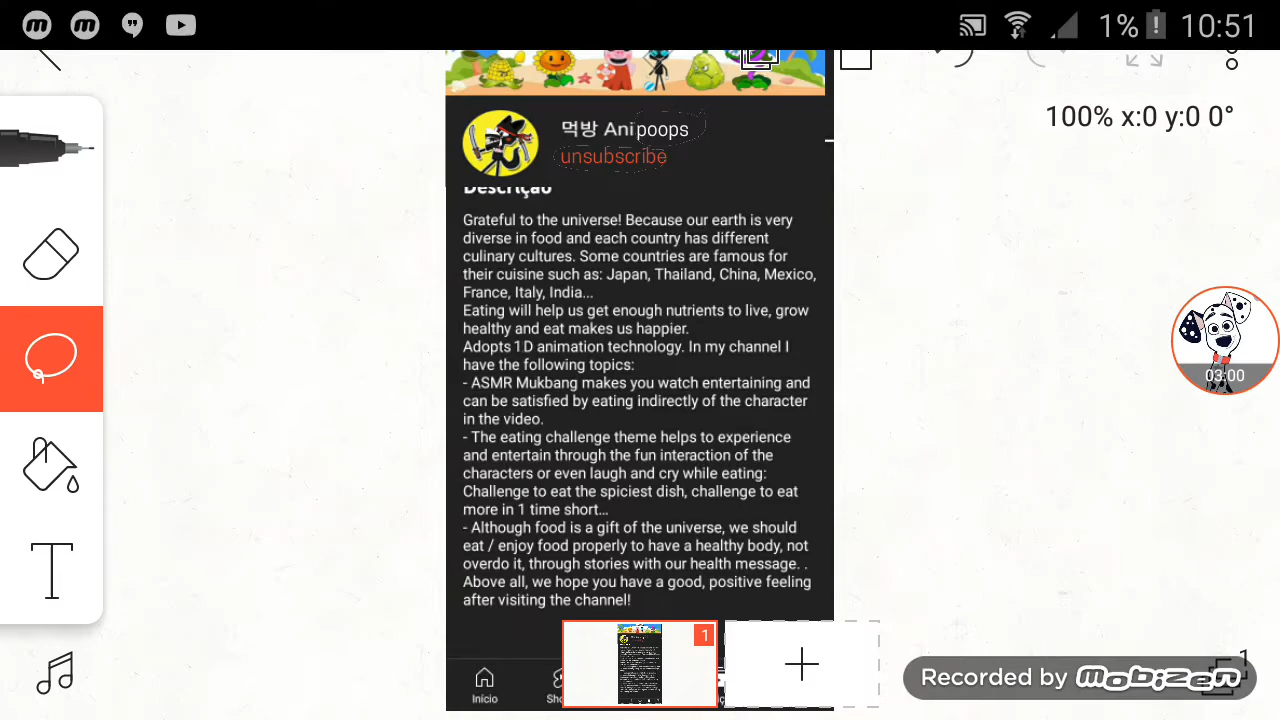 1% 10:51
100% x:0 y:0 0°
먹방 Anipoops
unsubscribe
Descrição
Grateful to the universe! Because our earth is very
diverse in food and each country has different
culinary cultures. Some countries are famous for
their cuisine such as: Japan, Thailand, China, Mexico,
France, Italy, India...
Eating will help us get enough nutrients to live, grow
healthy and eat makes us happier.
Adopts 1D animation technology. In my channel I
have the following topics:
- ASMR Mukbang makes you watch entertaining and
can be satisfied by eating indirectly of the character
in the video.
- The eating challenge theme helps to experience
and entertain through the fun interaction of the
characters or even laugh and cry while eating:
Challenge to eat the spiciest dish, challenge to eat
more in 1 time short...
- Although food is a gift of the universe, we should
eat / enjoy food properly to have a healthy body, not
overdo it, through stories with our health message. .
Above all, we hope you have a good, positive feeling
after visiting the channel!
03:00
1
1
Início
Recorded by mobizen